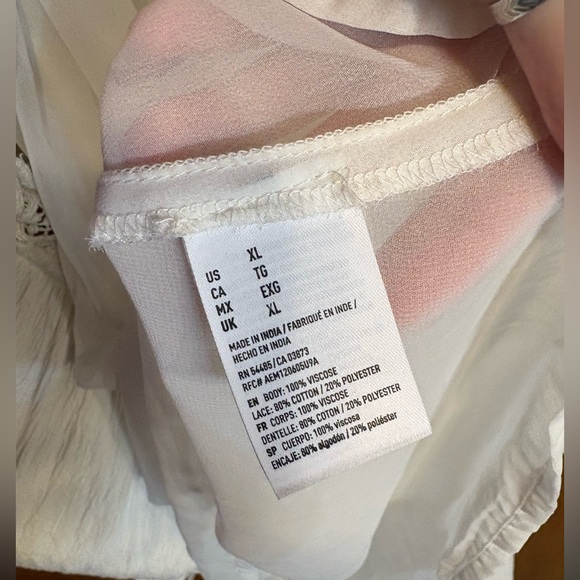 US XL
CA TG
MX EXG
UK XL
MADE IN INDIA / FABRIQUÉ EN INDE /
HECHO EN INDIA
RN 54485 / CA 03873
RFC# AEM120605U9A
EN BODY: 100% VISCOSE
LACE: 80% COTTON / 20% POLYESTER
FR CORPS: 100% VISCOSE
DENTELLE: 80% COTON / 20% POLYESTER
SP CUERPO: 100% viscosa
ENCAJE: 80% algodón / 20% poliéster